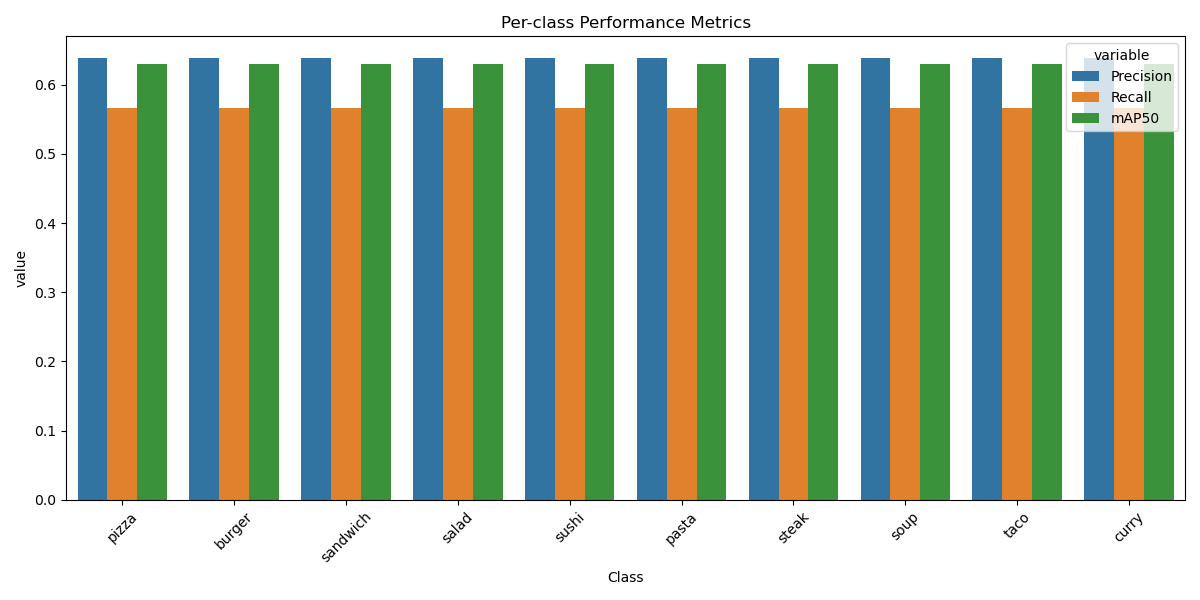 Per-class Performance Metrics
variable
Precision
Recall
mAP50
value
0.6
0.5
0.4
0.3
0.2
0.1
0.0
pizza
burger
sandwich
salad
sushi
pasta
steak
soup
taco
curry
Class